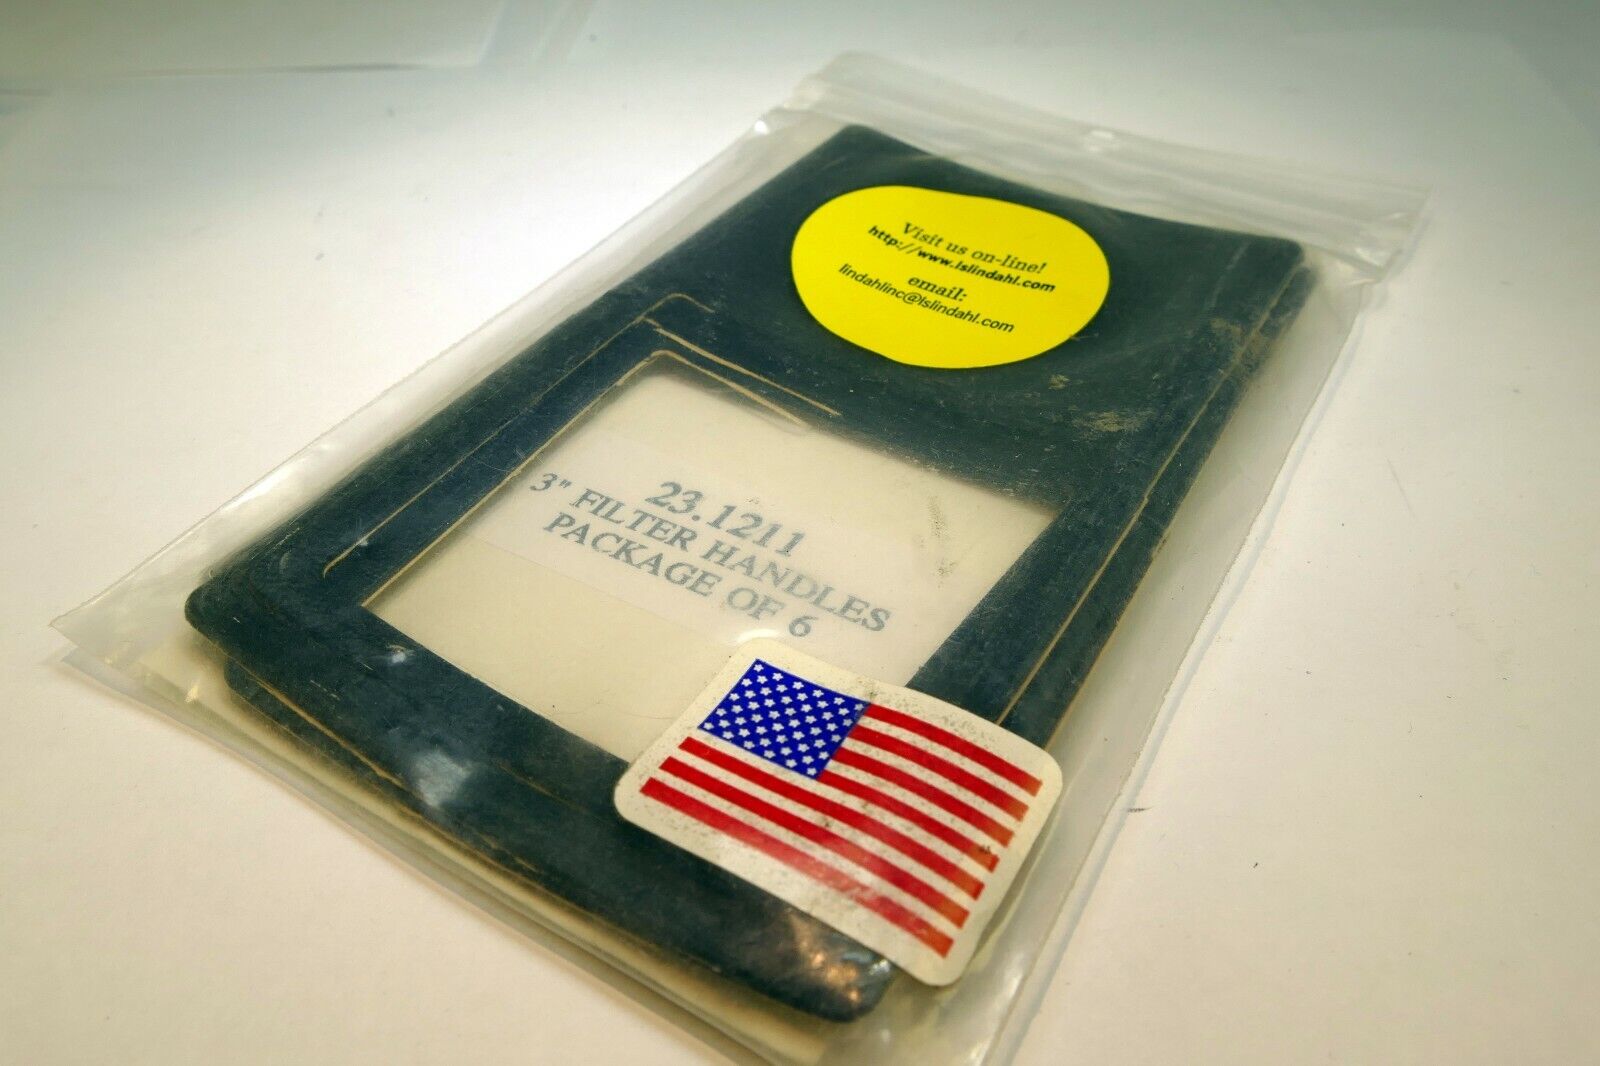 Visit us on-line!
http://www.lslindahl.com
email:
lindahlinc@lslindahl.com
23.1211
3" FILTER HANDLES
PACKAGE OF 6